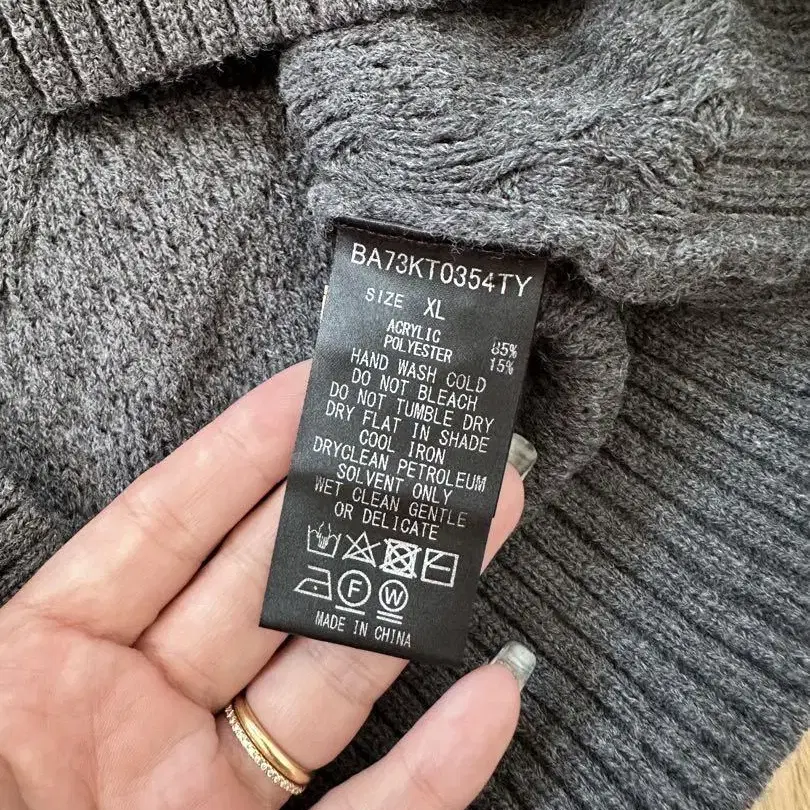 BA73KT0354TY
SIZE XL
ACRYLIC 85%
POLYESTER 15%
HAND WASH COLD
DO NOT BLEACH
DO NOT TUMBLE DRY
DRY FLAT IN SHADE
COOL IRON
DRYCLEAN PETROLEUM
SOLVENT ONLY
WET CLEAN GENTLE
OR DELICATE
F W
MADE IN CHINA